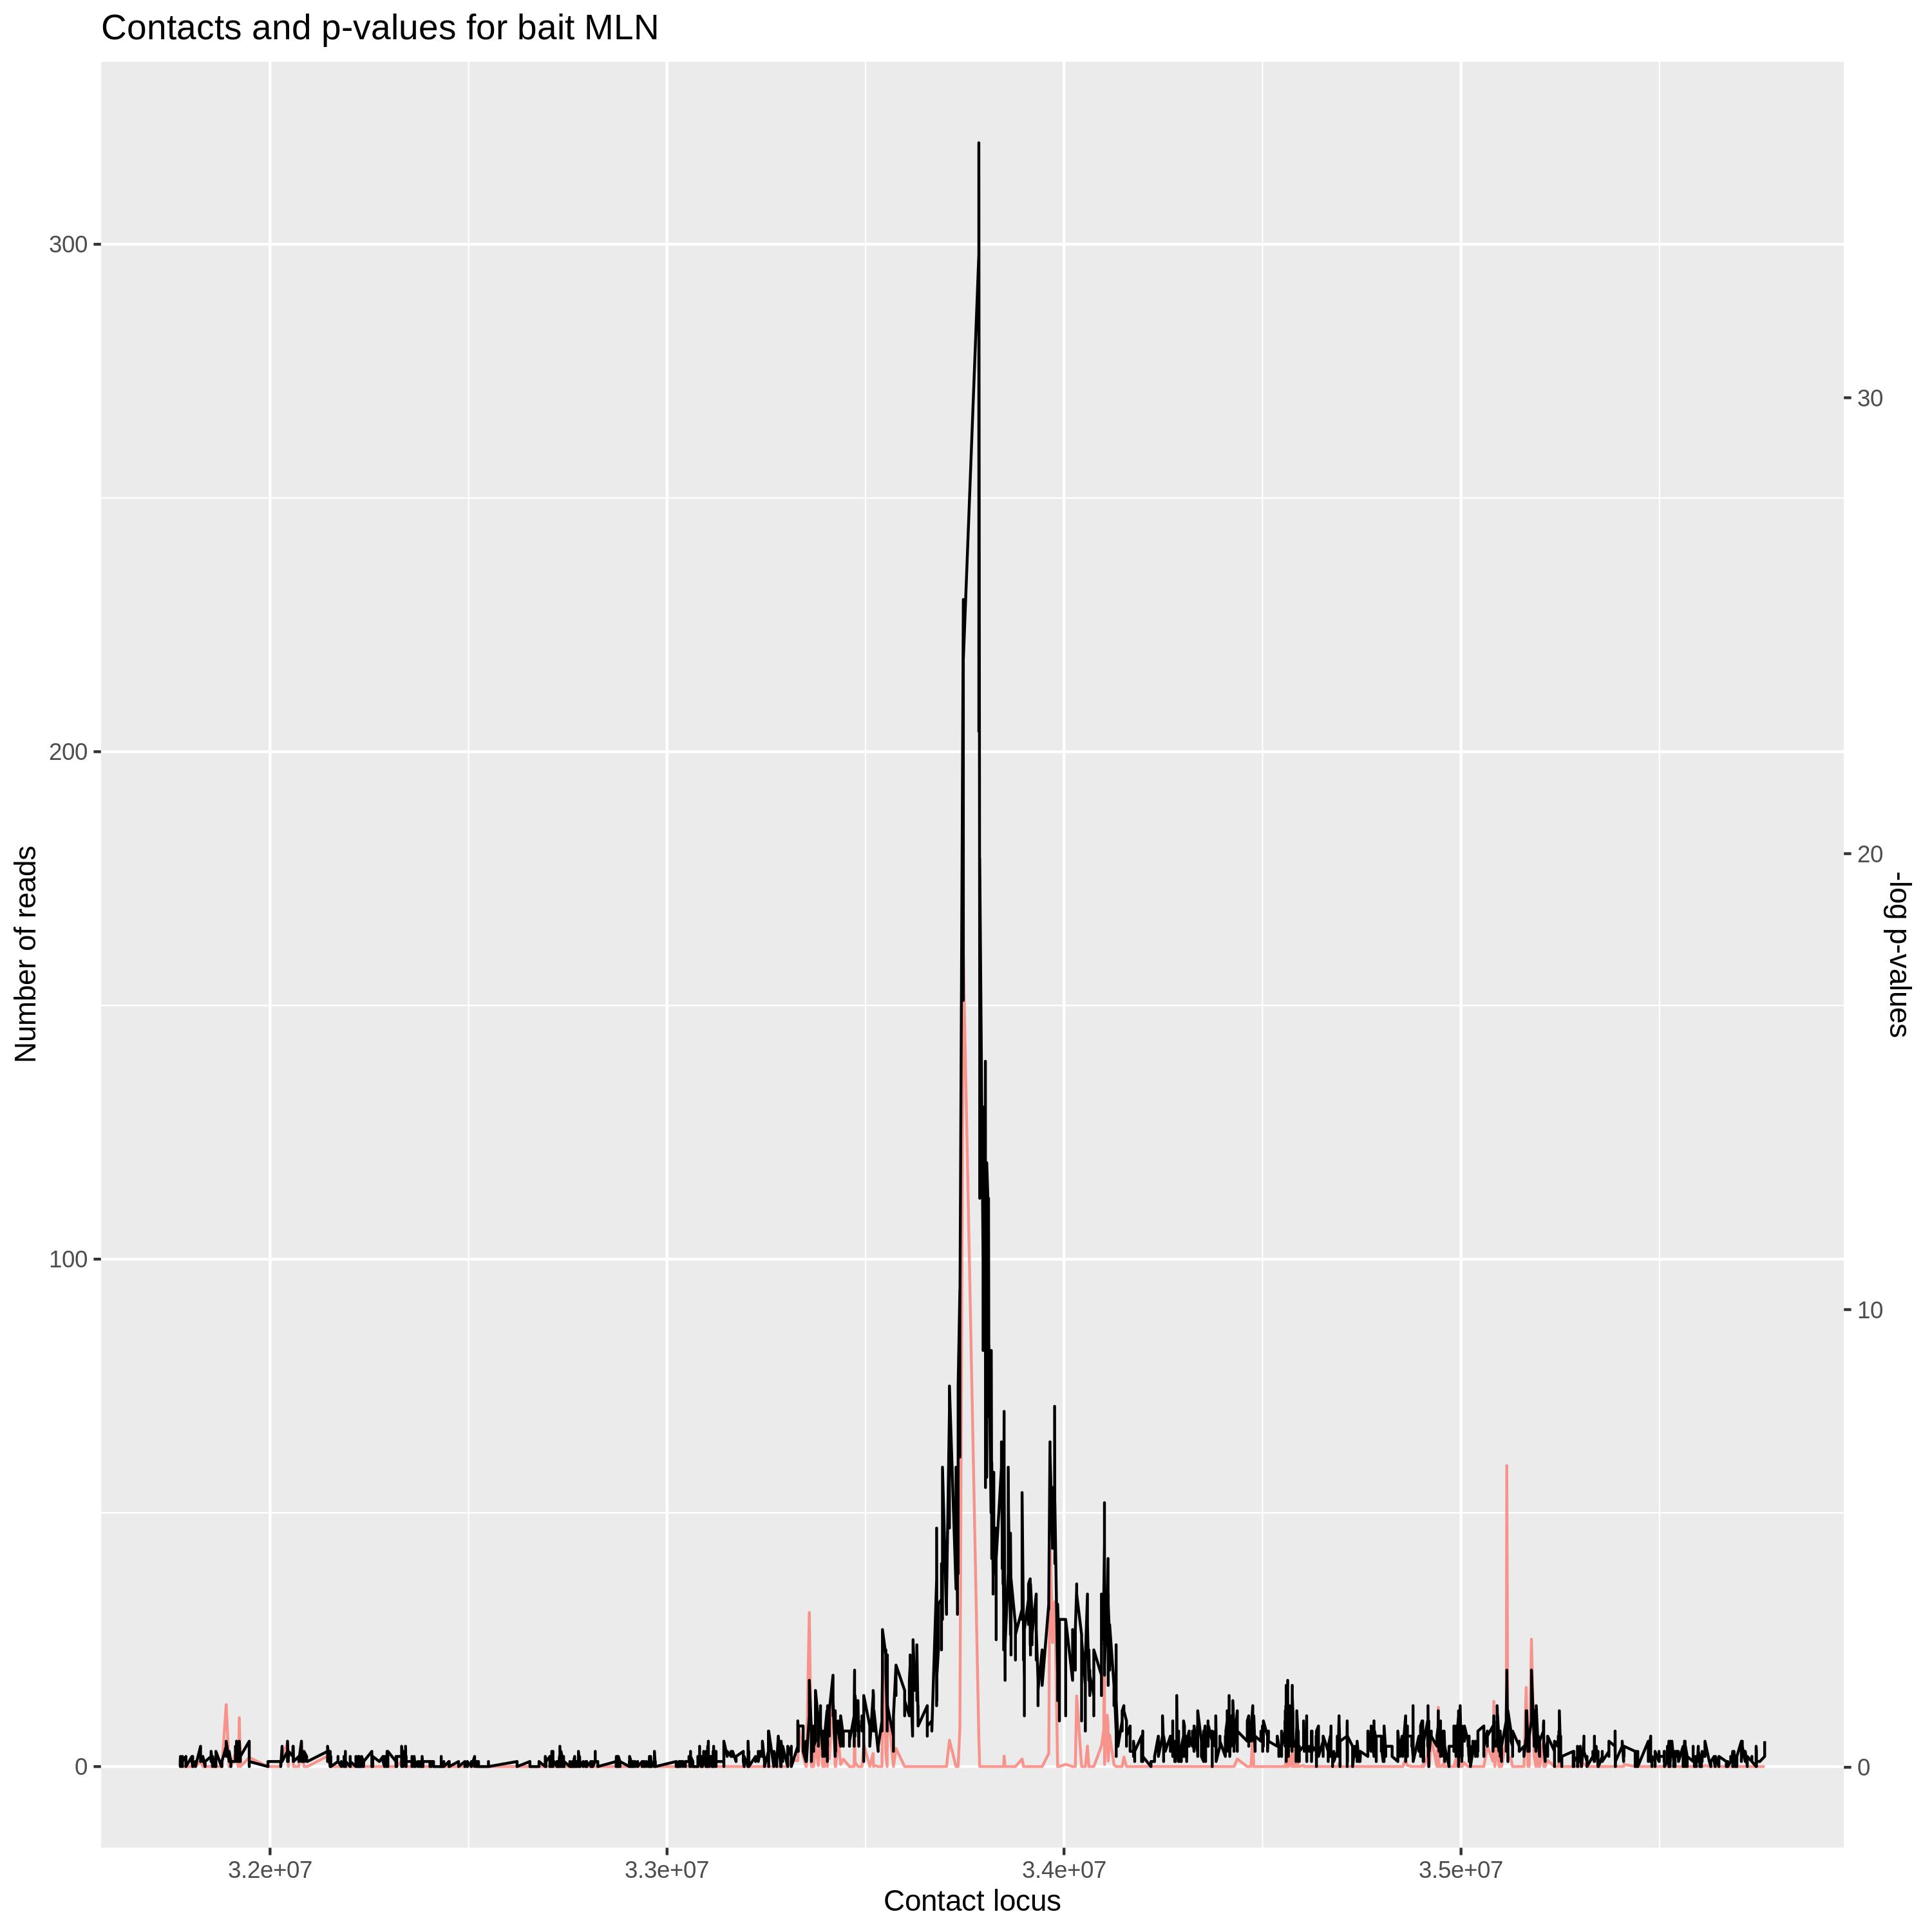 Contacts and p-values for bait MLN
300
200
100
0
Number of reads
30
20
10
0
-log p-values
3.2e+07
3.3e+07
3.4e+07
3.5e+07
Contact locus